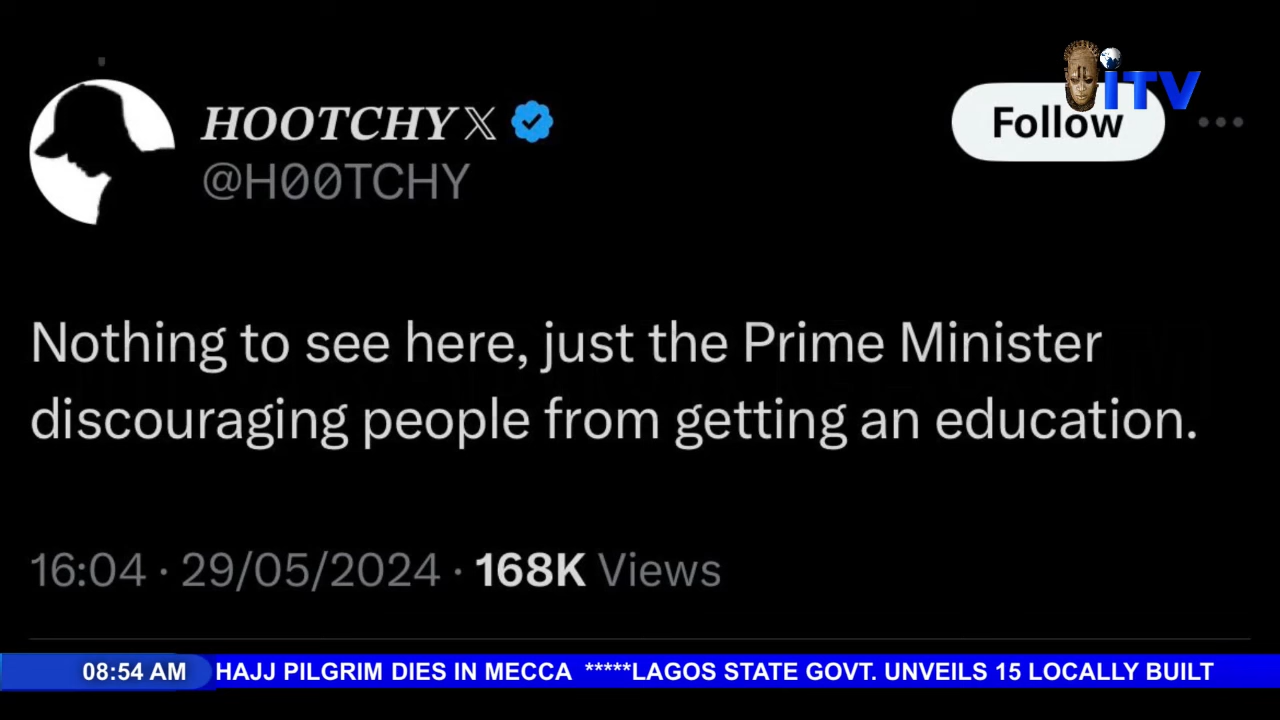 HOOTCHY X
@H00TCHY
Follow
iTV
Nothing to see here, just the Prime Minister
discouraging people from getting an education.
16:04 · 29/05/2024 · 168K Views
08:54 AM HAJJ PILGRIM DIES IN MECCA *****LAGOS STATE GOVT. UNVEILS 15 LOCALLY BUILT